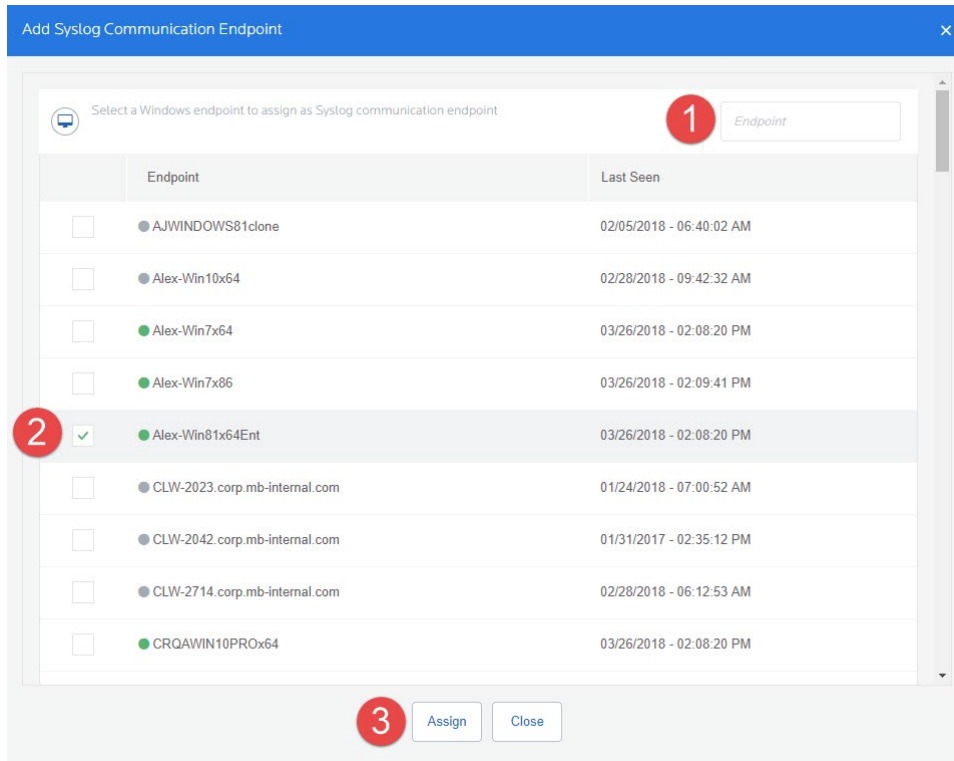 Add Syslog Communication Endpoint
Select a Windows endpoint to assign as Syslog communication endpoint
1
Endpoint
Endpoint Last Seen
AJWINDOWS81clone 02/05/2018 - 06:40:02 AM
Alex-Win10x64 02/28/2018 - 09:42:32 AM
Alex-Win7x64 03/26/2018 - 02:08:20 PM
Alex-Win7x86 03/26/2018 - 02:09:41 PM
2 Alex-Win81x64Ent 03/26/2018 - 02:08:20 PM
CLW-2023.corp.mb-internal.com 01/24/2018 - 07:00:52 AM
CLW-2042.corp.mb-internal.com 01/31/2017 - 02:35:12 PM
CLW-2714.corp.mb-internal.com 02/28/2018 - 06:12:53 AM
CRQAWIN10PROx64 03/26/2018 - 02:08:20 PM
3 Assign Close